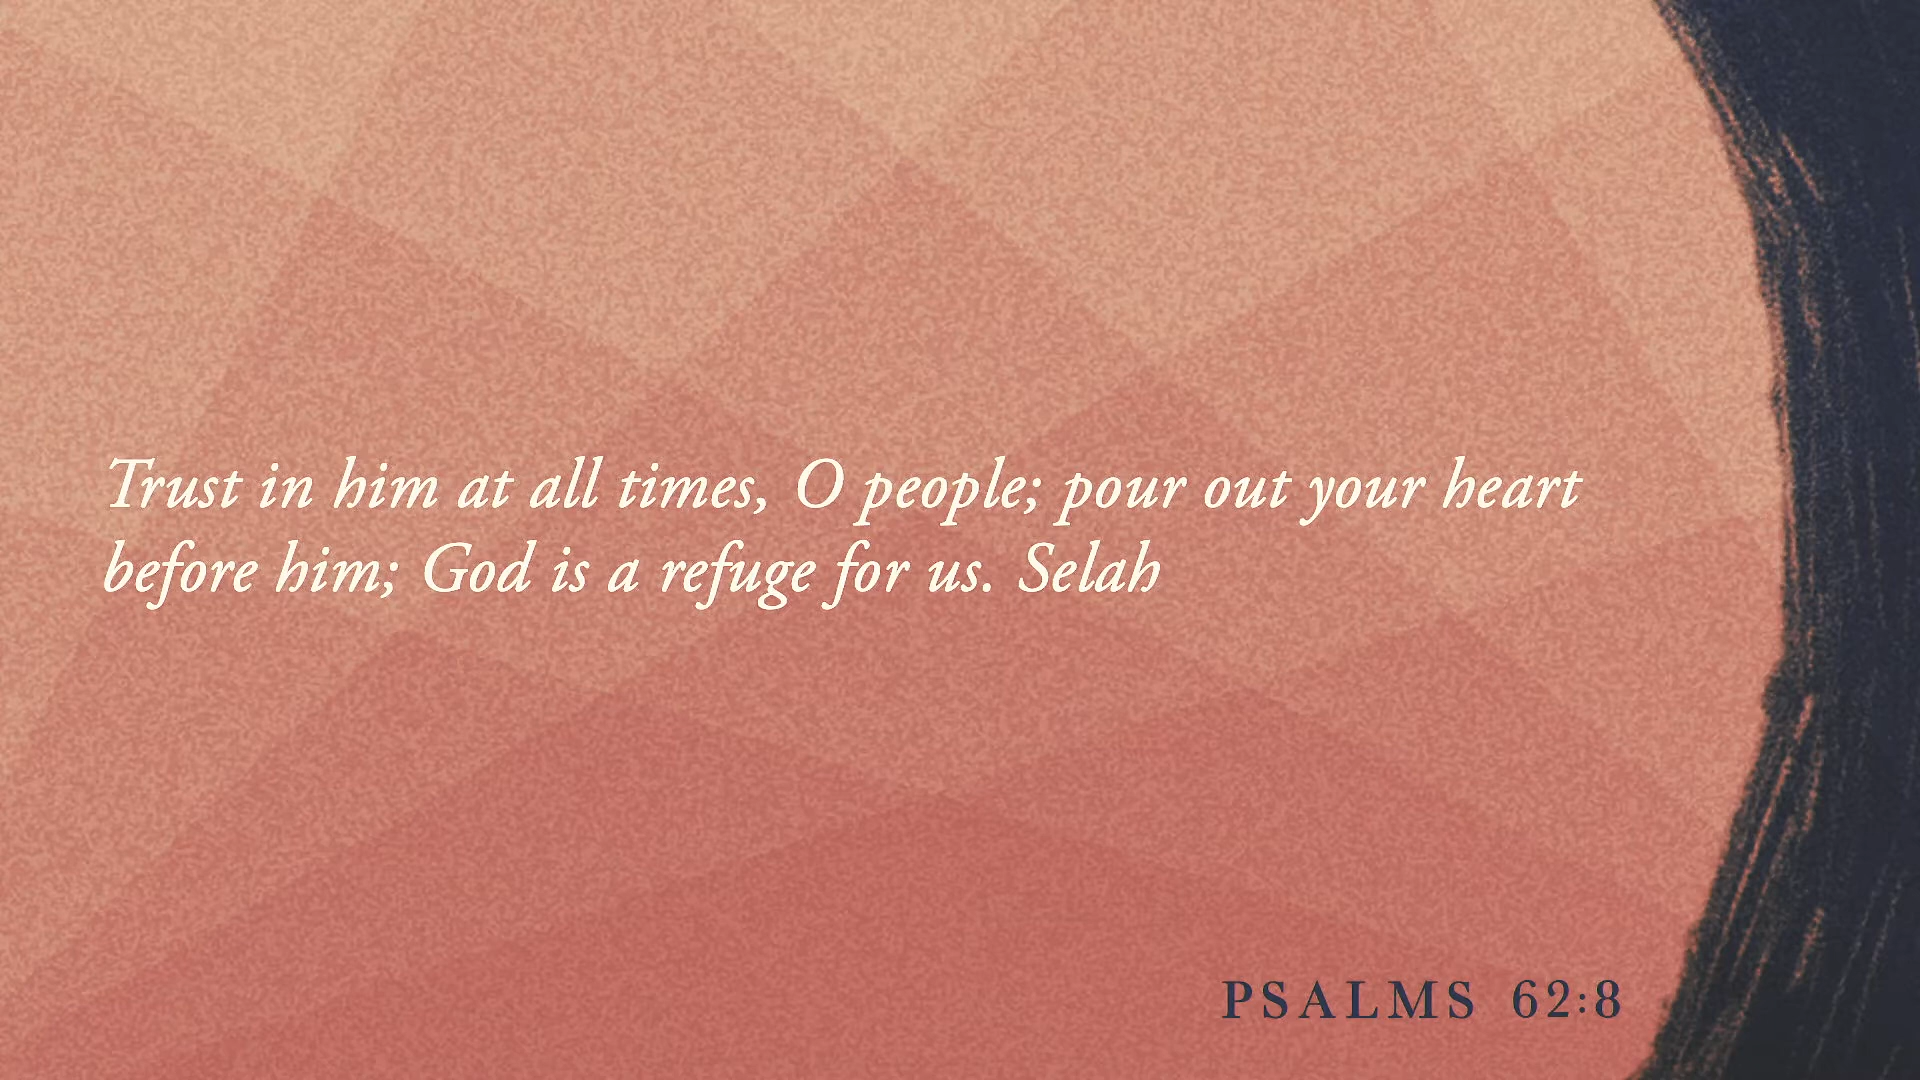 Trust in him at all times, O people; pour out your heart
before him; God is a refuge for us. Selah
PSALMS 62:8